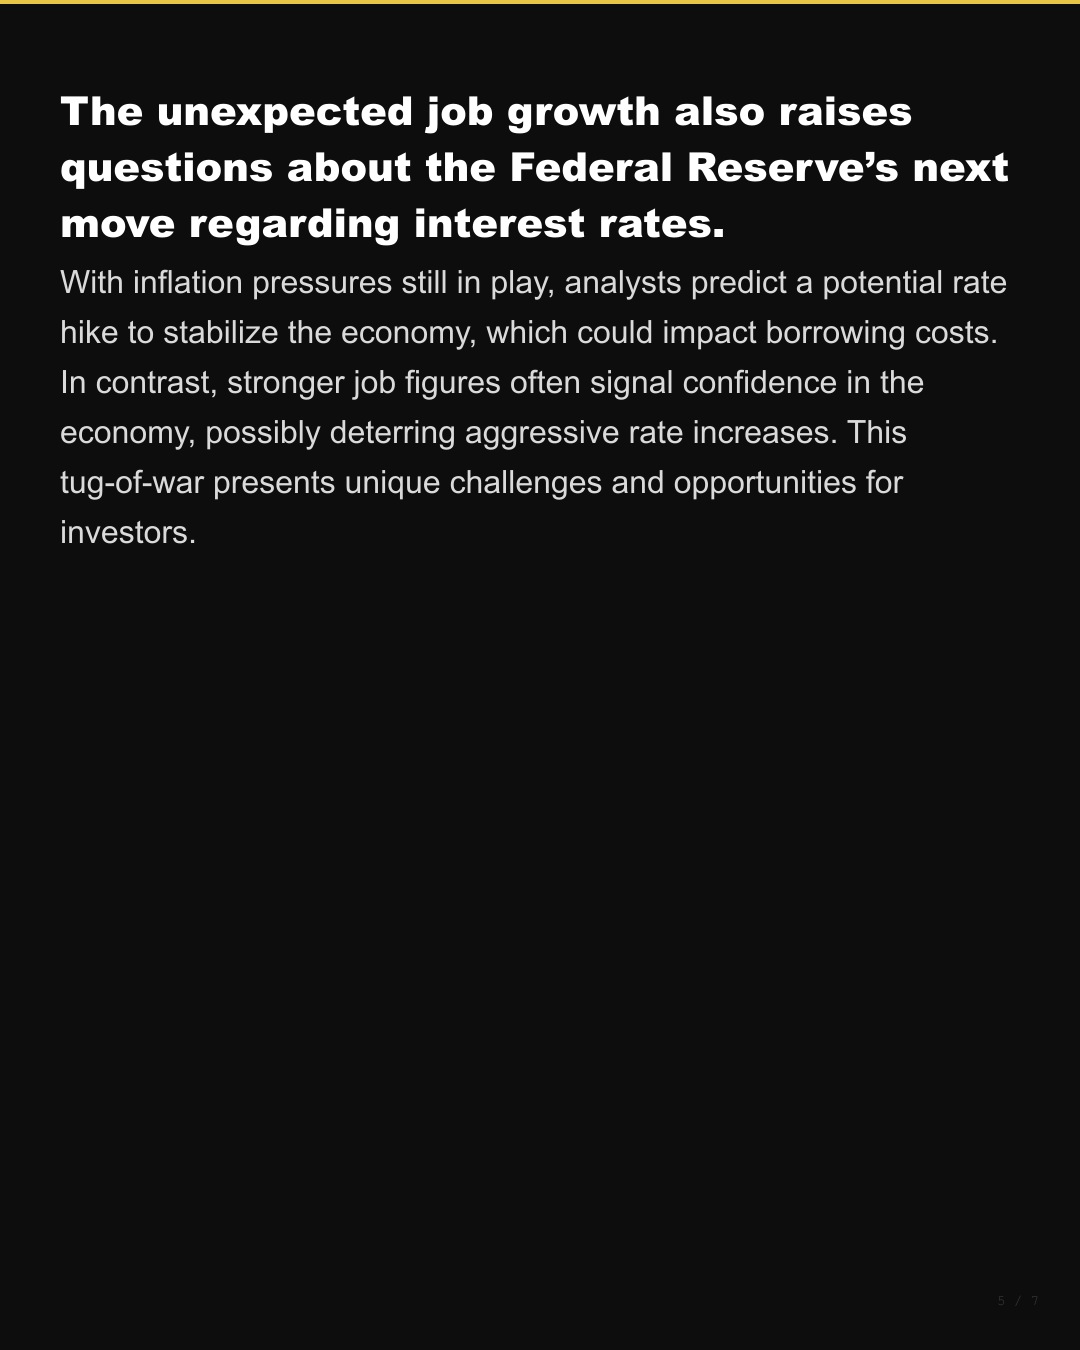 The unexpected job growth also raises
questions about the Federal Reserve’s next
move regarding interest rates.
With inflation pressures still in play, analysts predict a potential rate
hike to stabilize the economy, which could impact borrowing costs.
In contrast, stronger job figures often signal confidence in the
economy, possibly deterring aggressive rate increases. This
tug-of-war presents unique challenges and opportunities for
investors.
5 / 7